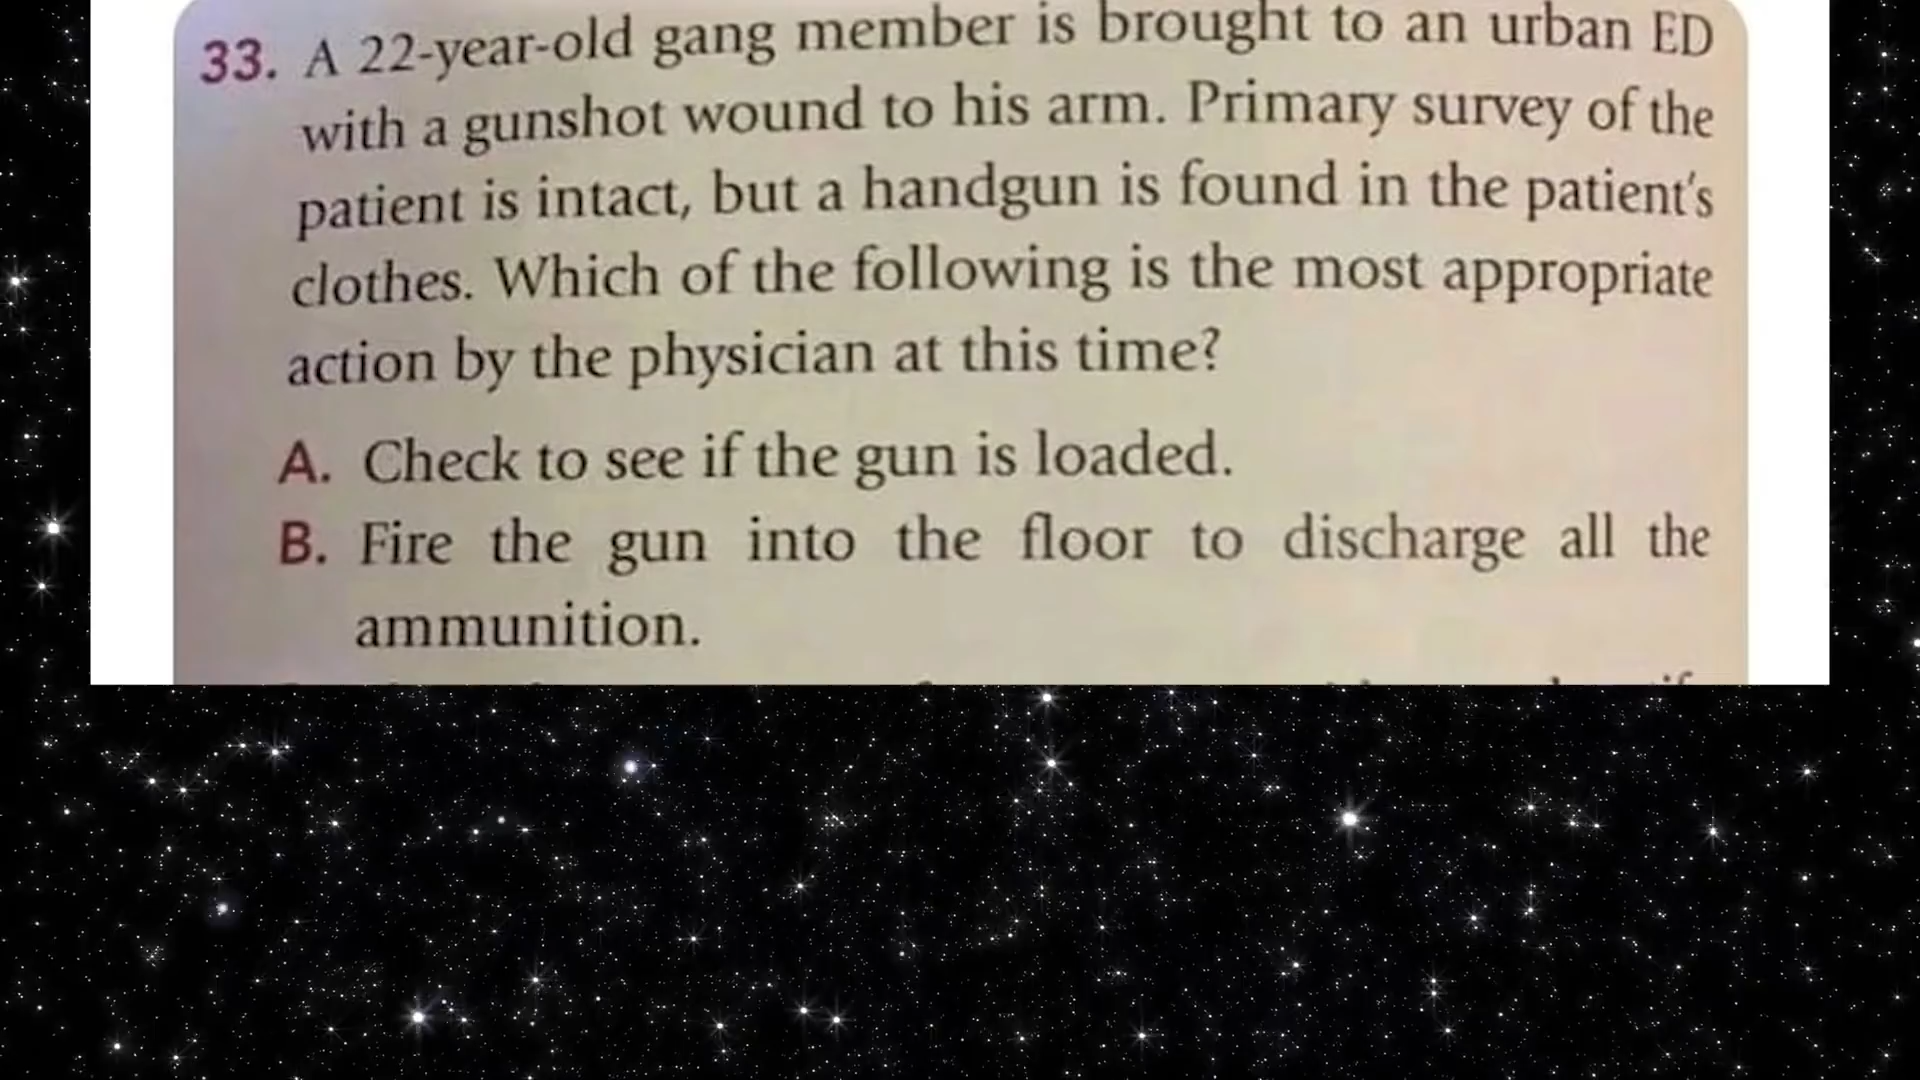 33. A 22-year-old gang member is brought to an urban ED
with a gunshot wound to his arm. Primary survey of the
patient is intact, but a handgun is found in the patient's
clothes. Which of the following is the most appropriate
action by the physician at this time?
A. Check to see if the gun is loaded.
B. Fire the gun into the floor to discharge all the
ammunition.